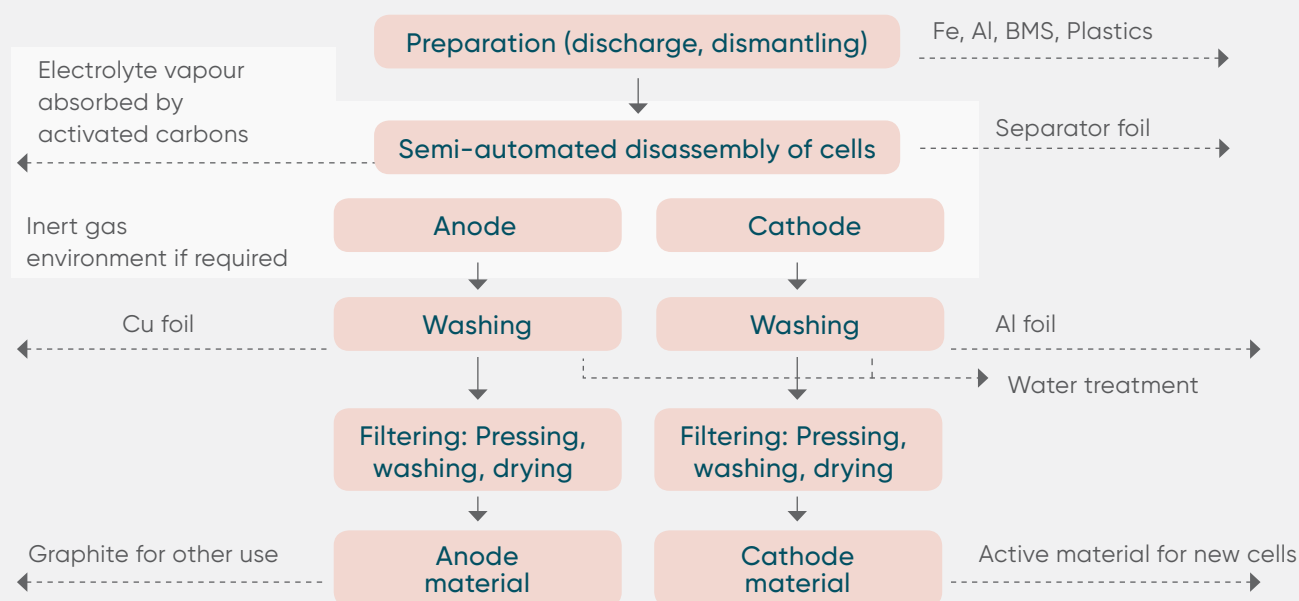 Preparation (discharge, dismantling)
Fe, Al, BMS, Plastics
Electrolyte vapour
absorbed by
activated carbons
Semi-automated disassembly of cells
Separator foil
Inert gas
environment if required
Anode
Cathode
Cu foil
Washing
Washing
Al foil
Water treatment
Filtering: Pressing,
washing, drying
Filtering: Pressing,
washing, drying
Graphite for other use
Anode
material
Cathode
material
Active material for new cells